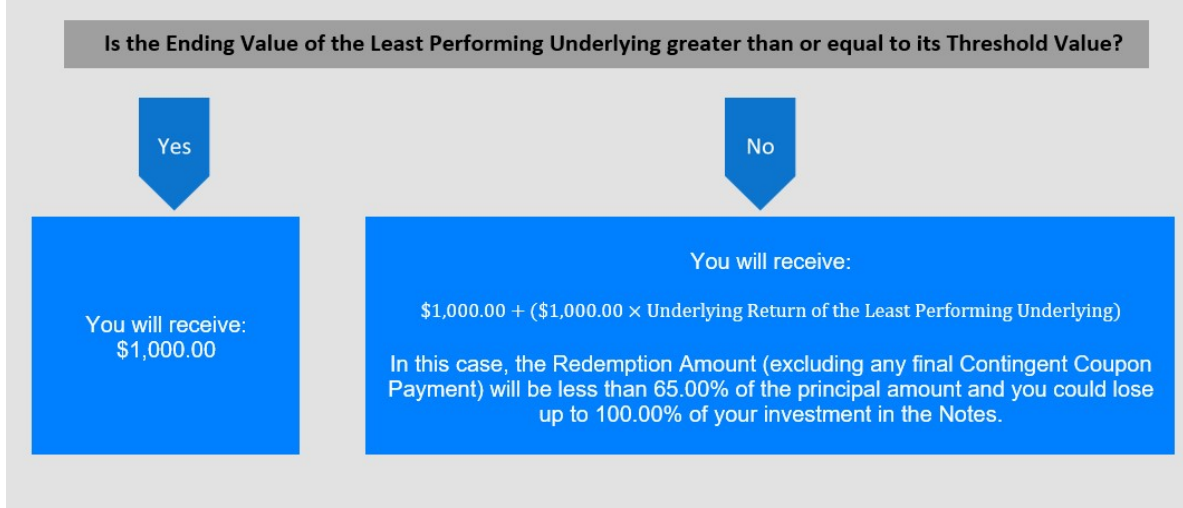 Is the Ending Value of the Least Performing Underlying greater than or equal to its Threshold Value?
Yes
No
You will receive:
$1,000.00
You will receive:
$1,000.00 + ($1,000.00 × Underlying Return of the Least Performing Underlying)
In this case, the Redemption Amount (excluding any final Contingent Coupon
Payment) will be less than 65.00% of the principal amount and you could lose
up to 100.00% of your investment in the Notes.